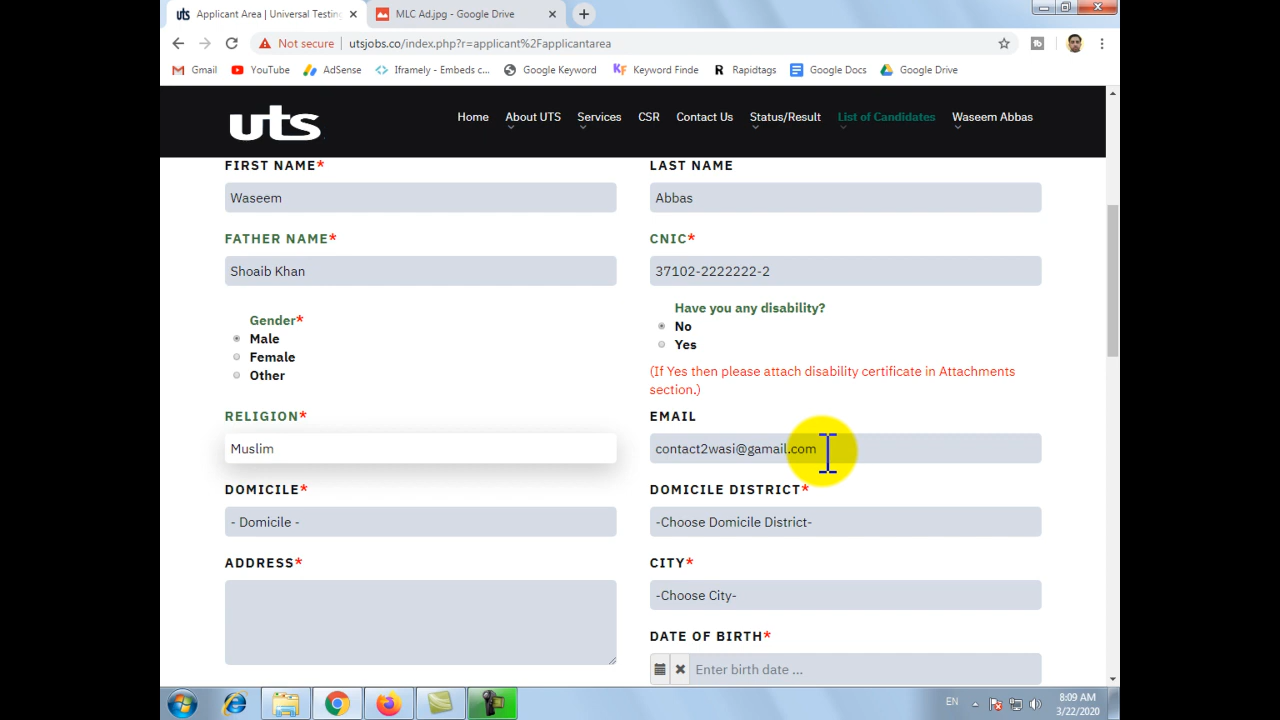 uts Applicant Area | Universal Testing
MLC Ad.jpg - Google Drive
Not secure utsjobs.co/index.php?r=applicant%2Fapplicantarea
Gmail YouTube AdSense Iframely - Embeds c... Google Keyword Keyword Finde Rapidtags Google Docs Google Drive
uts Home About UTS Services CSR Contact Us Status/Result List of Candidates Waseem Abbas
FIRST NAME* LAST NAME
Waseem Abbas
FATHER NAME* CNIC*
Shoaib Khan 37102-2222222-2
Have you any disability?
Gender* No
Male Yes
Female
Other (If Yes then please attach disability certificate in Attachments
section.)
RELIGION* EMAIL
Muslim contact2wasi@gamail.com
DOMICILE* DOMICILE DISTRICT*
- Domicile - -Choose Domicile District-
ADDRESS* CITY*
-Choose City-
DATE OF BIRTH*
Enter birth date ...
EN 8:09 AM
3/22/2020